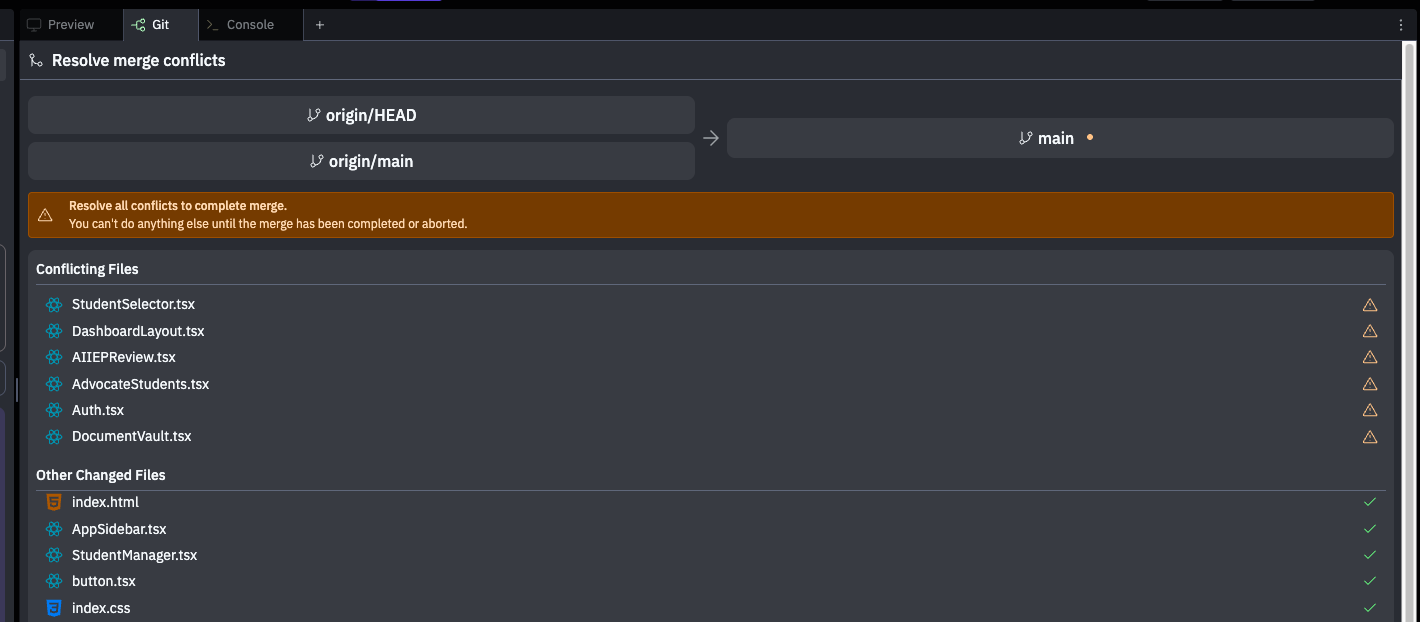 Preview
Git
Console
Resolve merge conflicts
origin/HEAD
origin/main
main
Resolve all conflicts to complete merge.
You can't do anything else until the merge has been completed or aborted.
Conflicting Files
StudentSelector.tsx
DashboardLayout.tsx
AIIEPReview.tsx
AdvocateStudents.tsx
Auth.tsx
DocumentVault.tsx
Other Changed Files
index.html
AppSidebar.tsx
StudentManager.tsx
button.tsx
index.css